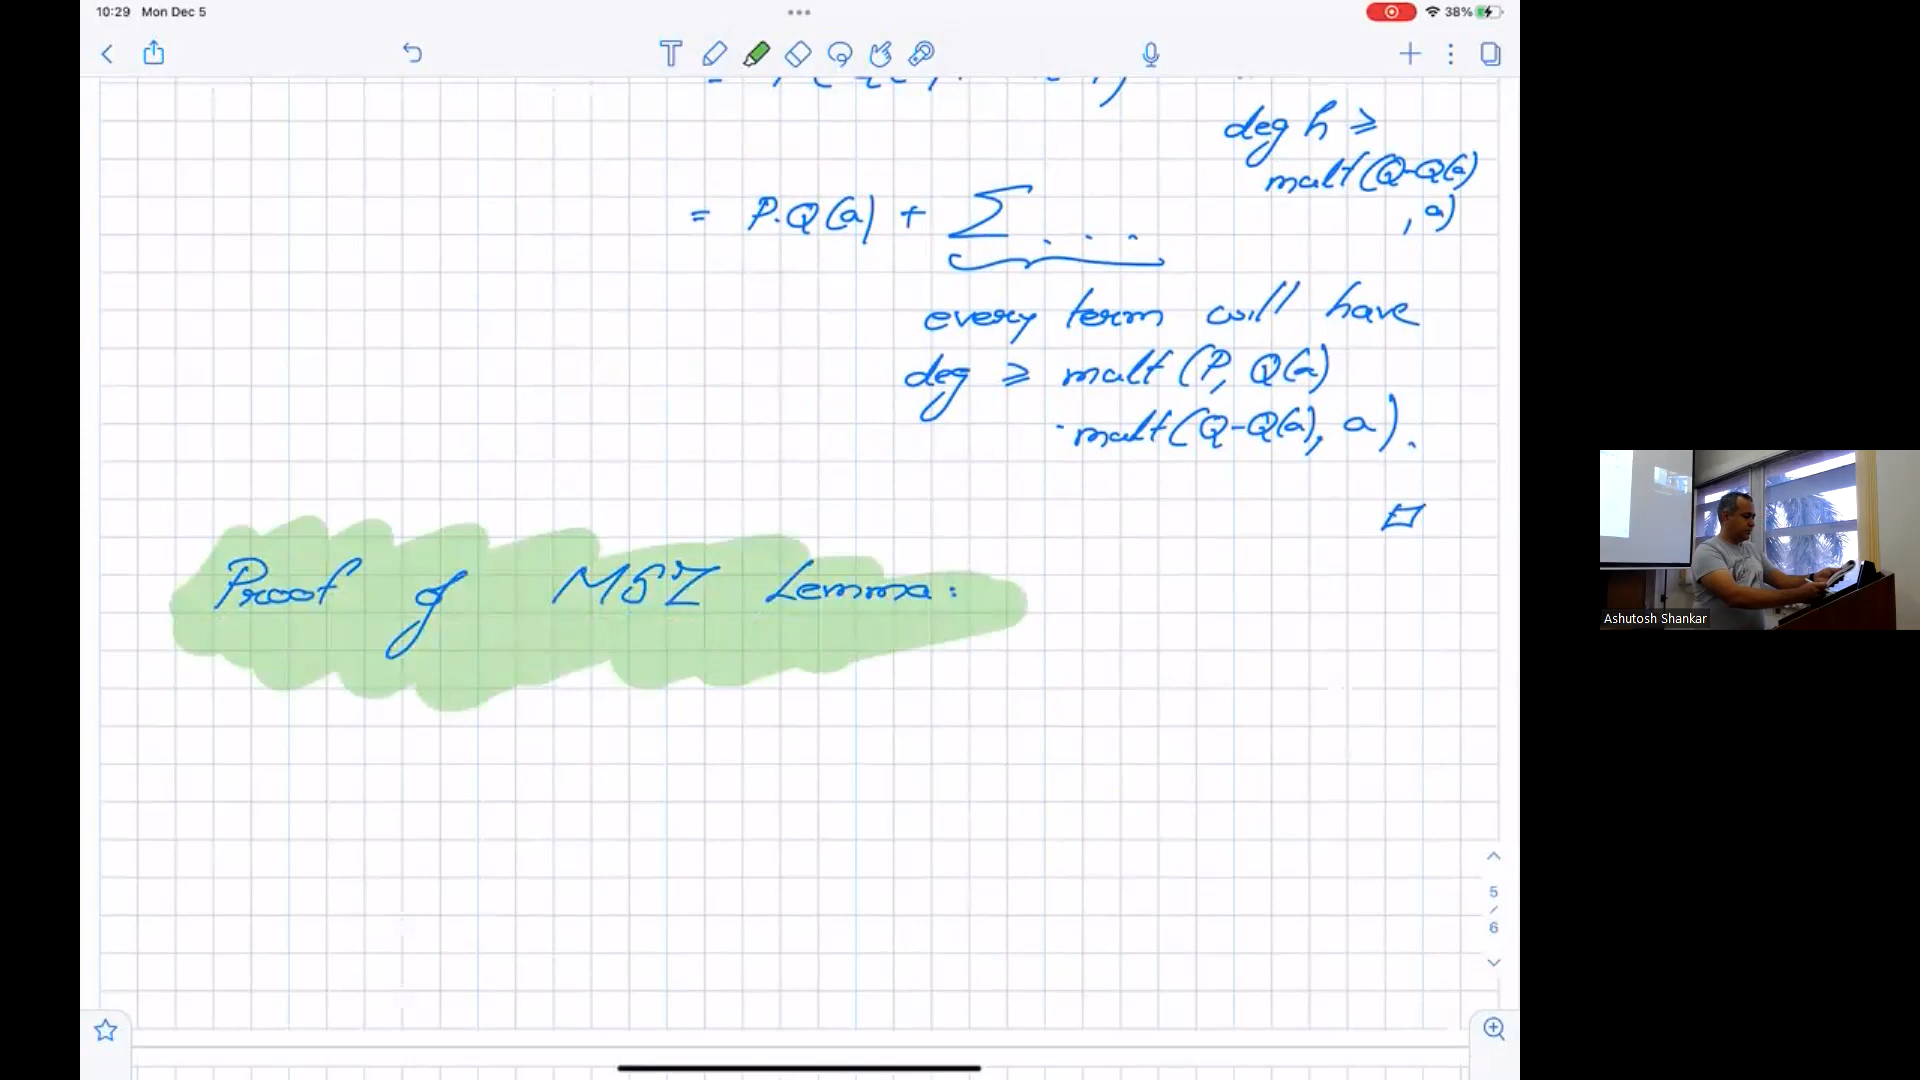 10:29 Mon Dec 5
38%
deg h ⩾
mult(Q-Q(a)
, a)
= P.Q(a) + ∑ . . .
every term will have
deg ⩾ mult(P, Q(a)
. mult(Q-Q(a), a).
Proof of MSZ Lemma:
5
/
6
Ashutosh Shankar